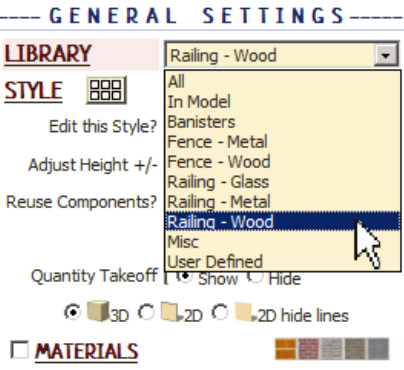 GENERAL SETTINGS
LIBRARY Railing - Wood
STYLE All
In Model
Edit this Style? Banisters
Fence - Metal
Adjust Height +/- Fence - Wood
Railing - Glass
Reuse Components? Railing - Metal
Railing - Wood
Misc
User Defined
Quantity Takeoff Show Hide
3D 2D 2D hide lines
MATERIALS